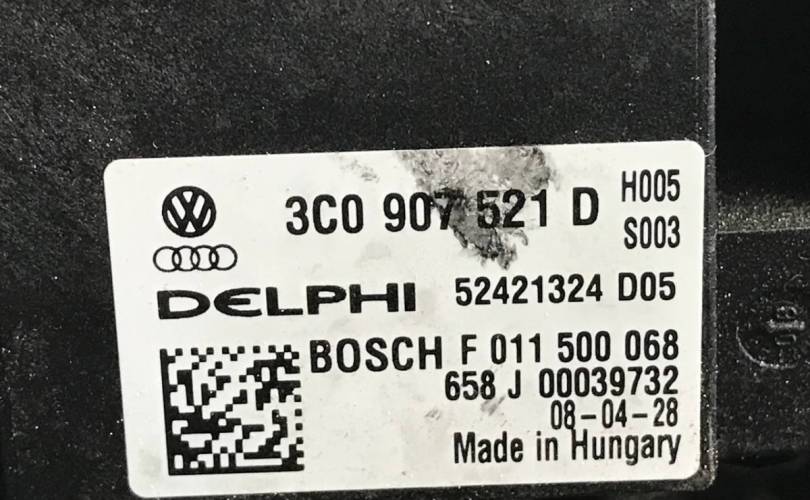 3C0 907 521 D H005
S003
DELPHI 52421324 D05
BOSCH F 011 500 068
658 J 00039732
08-04-28
Made in Hungary